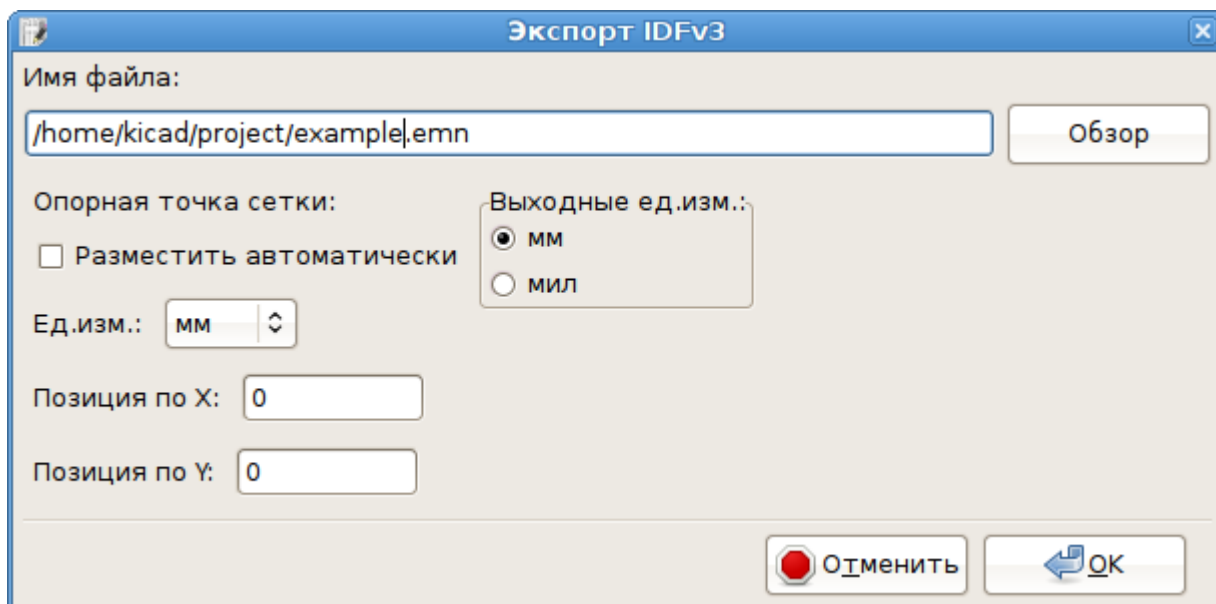 Экспорт IDFv3
Имя файла:
/home/kicad/project/example.emn
Обзор
Опорная точка сетки:
Выходные ед.изм.:
Разместить автоматически
мм
мил
Ед.изм.: мм
Позиция по X: 0
Позиция по Y: 0
Отменить
OK